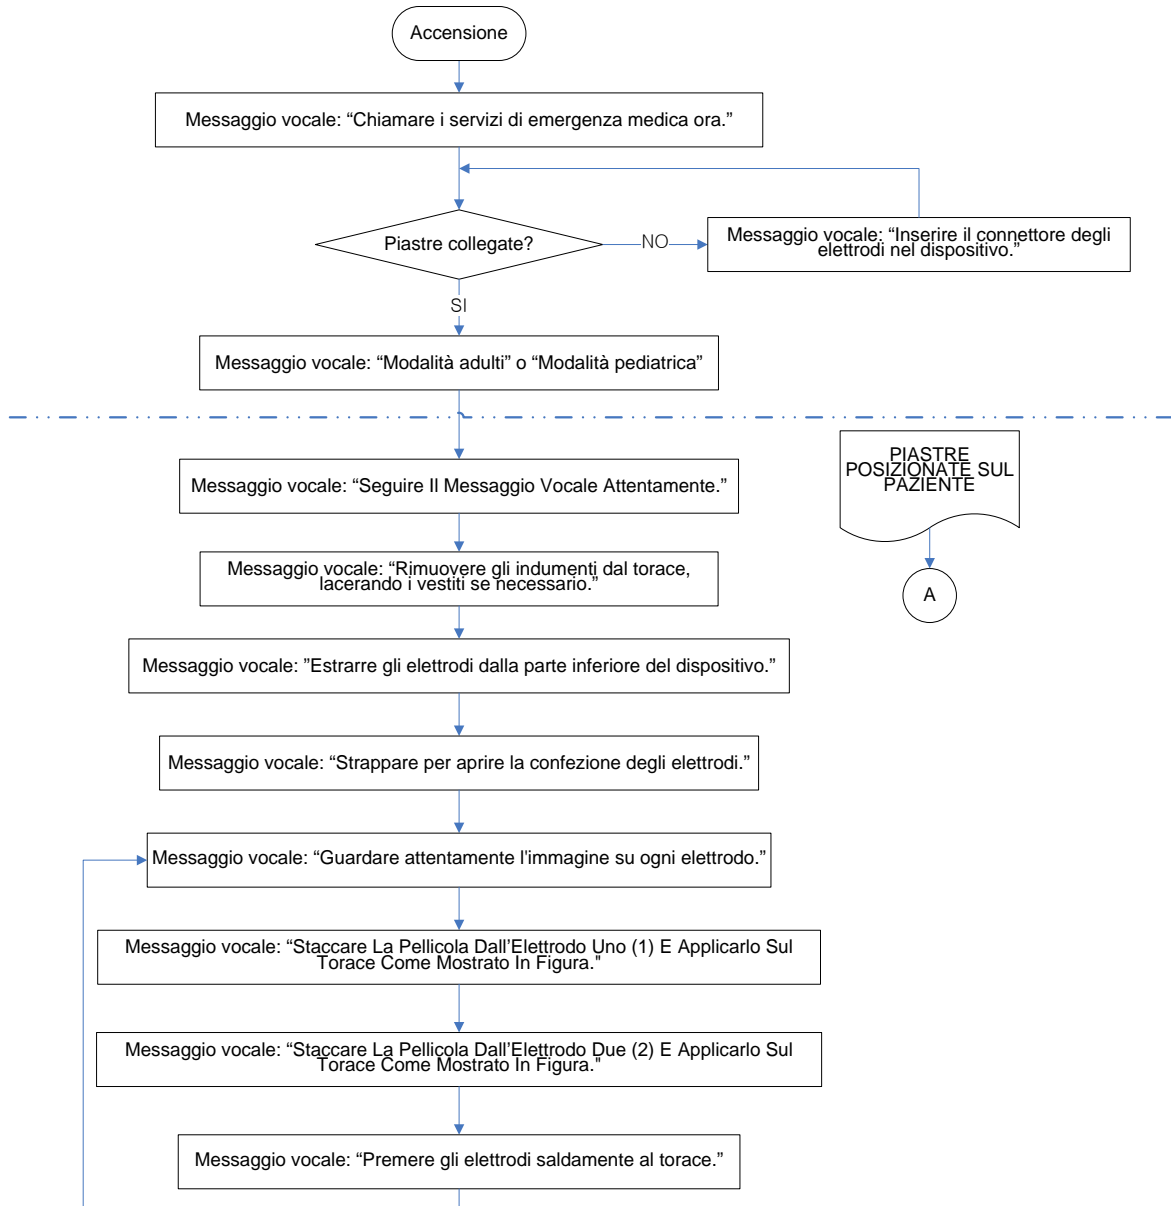 Accensione
Messaggio vocale: “Chiamare i servizi di emergenza medica ora.”
Piastre collegate?
NO
Messaggio vocale: “Inserire il connettore degli
elettrodi nel dispositivo.”
SI
Messaggio vocale: “Modalità adulti” o “Modalità pediatrica”
PIASTRE
POSIZIONATE SUL
PAZIENTE
A
Messaggio vocale: “Seguire Il Messaggio Vocale Attentamente.”
Messaggio vocale: “Rimuovere gli indumenti dal torace,
lacerando i vestiti se necessario.”
Messaggio vocale: ”Estrarre gli elettrodi dalla parte inferiore del dispositivo.”
Messaggio vocale: “Strappare per aprire la confezione degli elettrodi.”
Messaggio vocale: “Guardare attentamente l'immagine su ogni elettrodo.”
Messaggio vocale: “Staccare La Pellicola Dall’Elettrodo Uno (1) E Applicarlo Sul
Torace Come Mostrato In Figura."
Messaggio vocale: “Staccare La Pellicola Dall’Elettrodo Due (2) E Applicarlo Sul
Torace Come Mostrato In Figura."
Messaggio vocale: “Premere gli elettrodi saldamente al torace.”